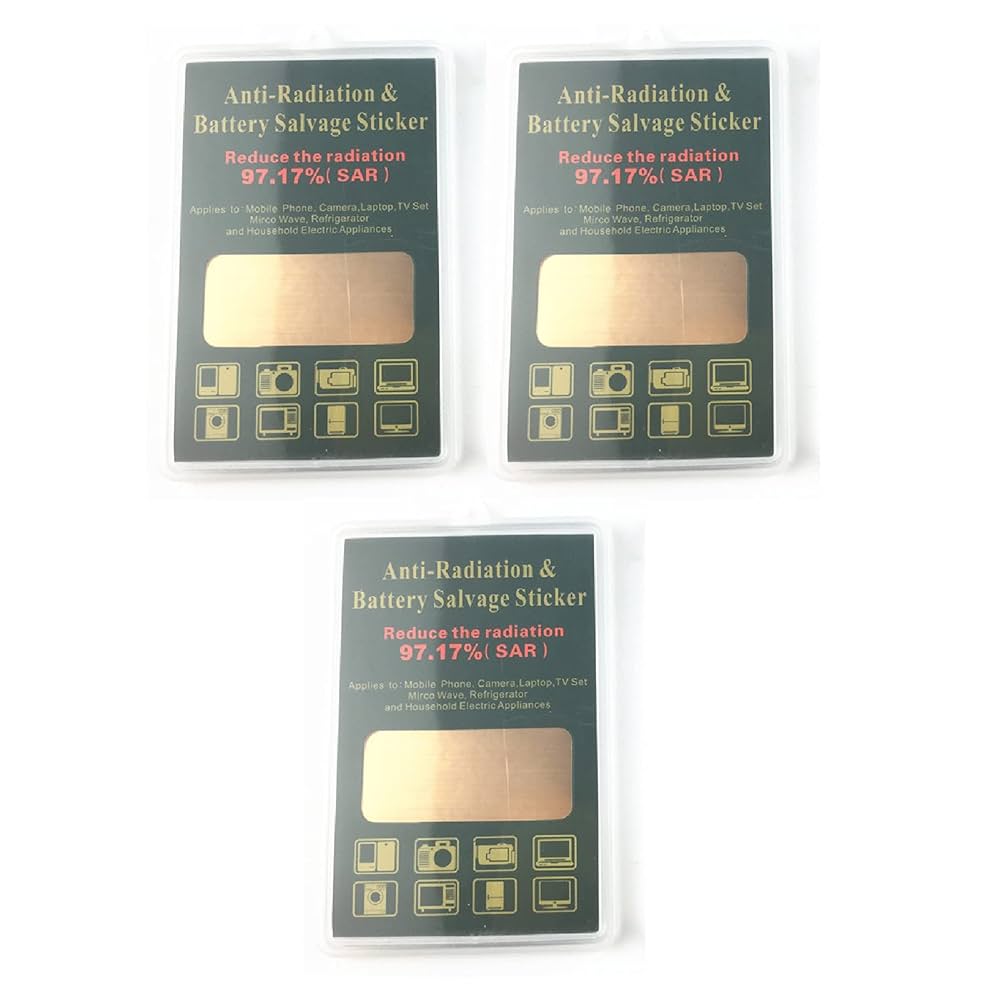 Anti-Radiation &
Battery Salvage Sticker
Reduce the radiation
97.17%( SAR )
Applies to: Mobile Phone, Camera,Laptop,TV Set
Mirco Wave, Refrigerator
and Household Electric Appliances
Anti-Radiation &
Battery Salvage Sticker
Reduce the radiation
97.17%( SAR )
Applies to: Mobile Phone, Camera,Laptop,TV Set
Mirco Wave, Refrigerator
and Household Electric Appliances
Anti-Radiation &
Battery Salvage Sticker
Reduce the radiation
97.17%( SAR )
Applies to: Mobile Phone, Camera,Laptop,TV Set
Mirco Wave, Refrigerator
and Household Electric Appliances